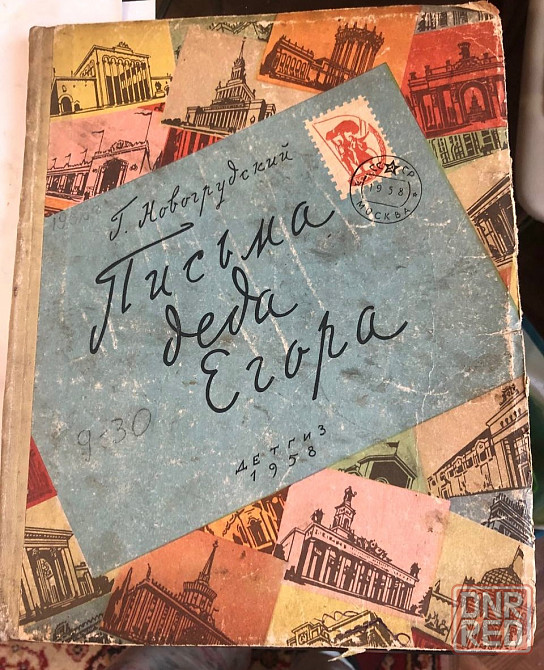 Г. Новогрудский
Письма
деда
Егора
СССР
1958
МОСКВА
9-30
ДЕТГИЗ
1958
DNR
RED